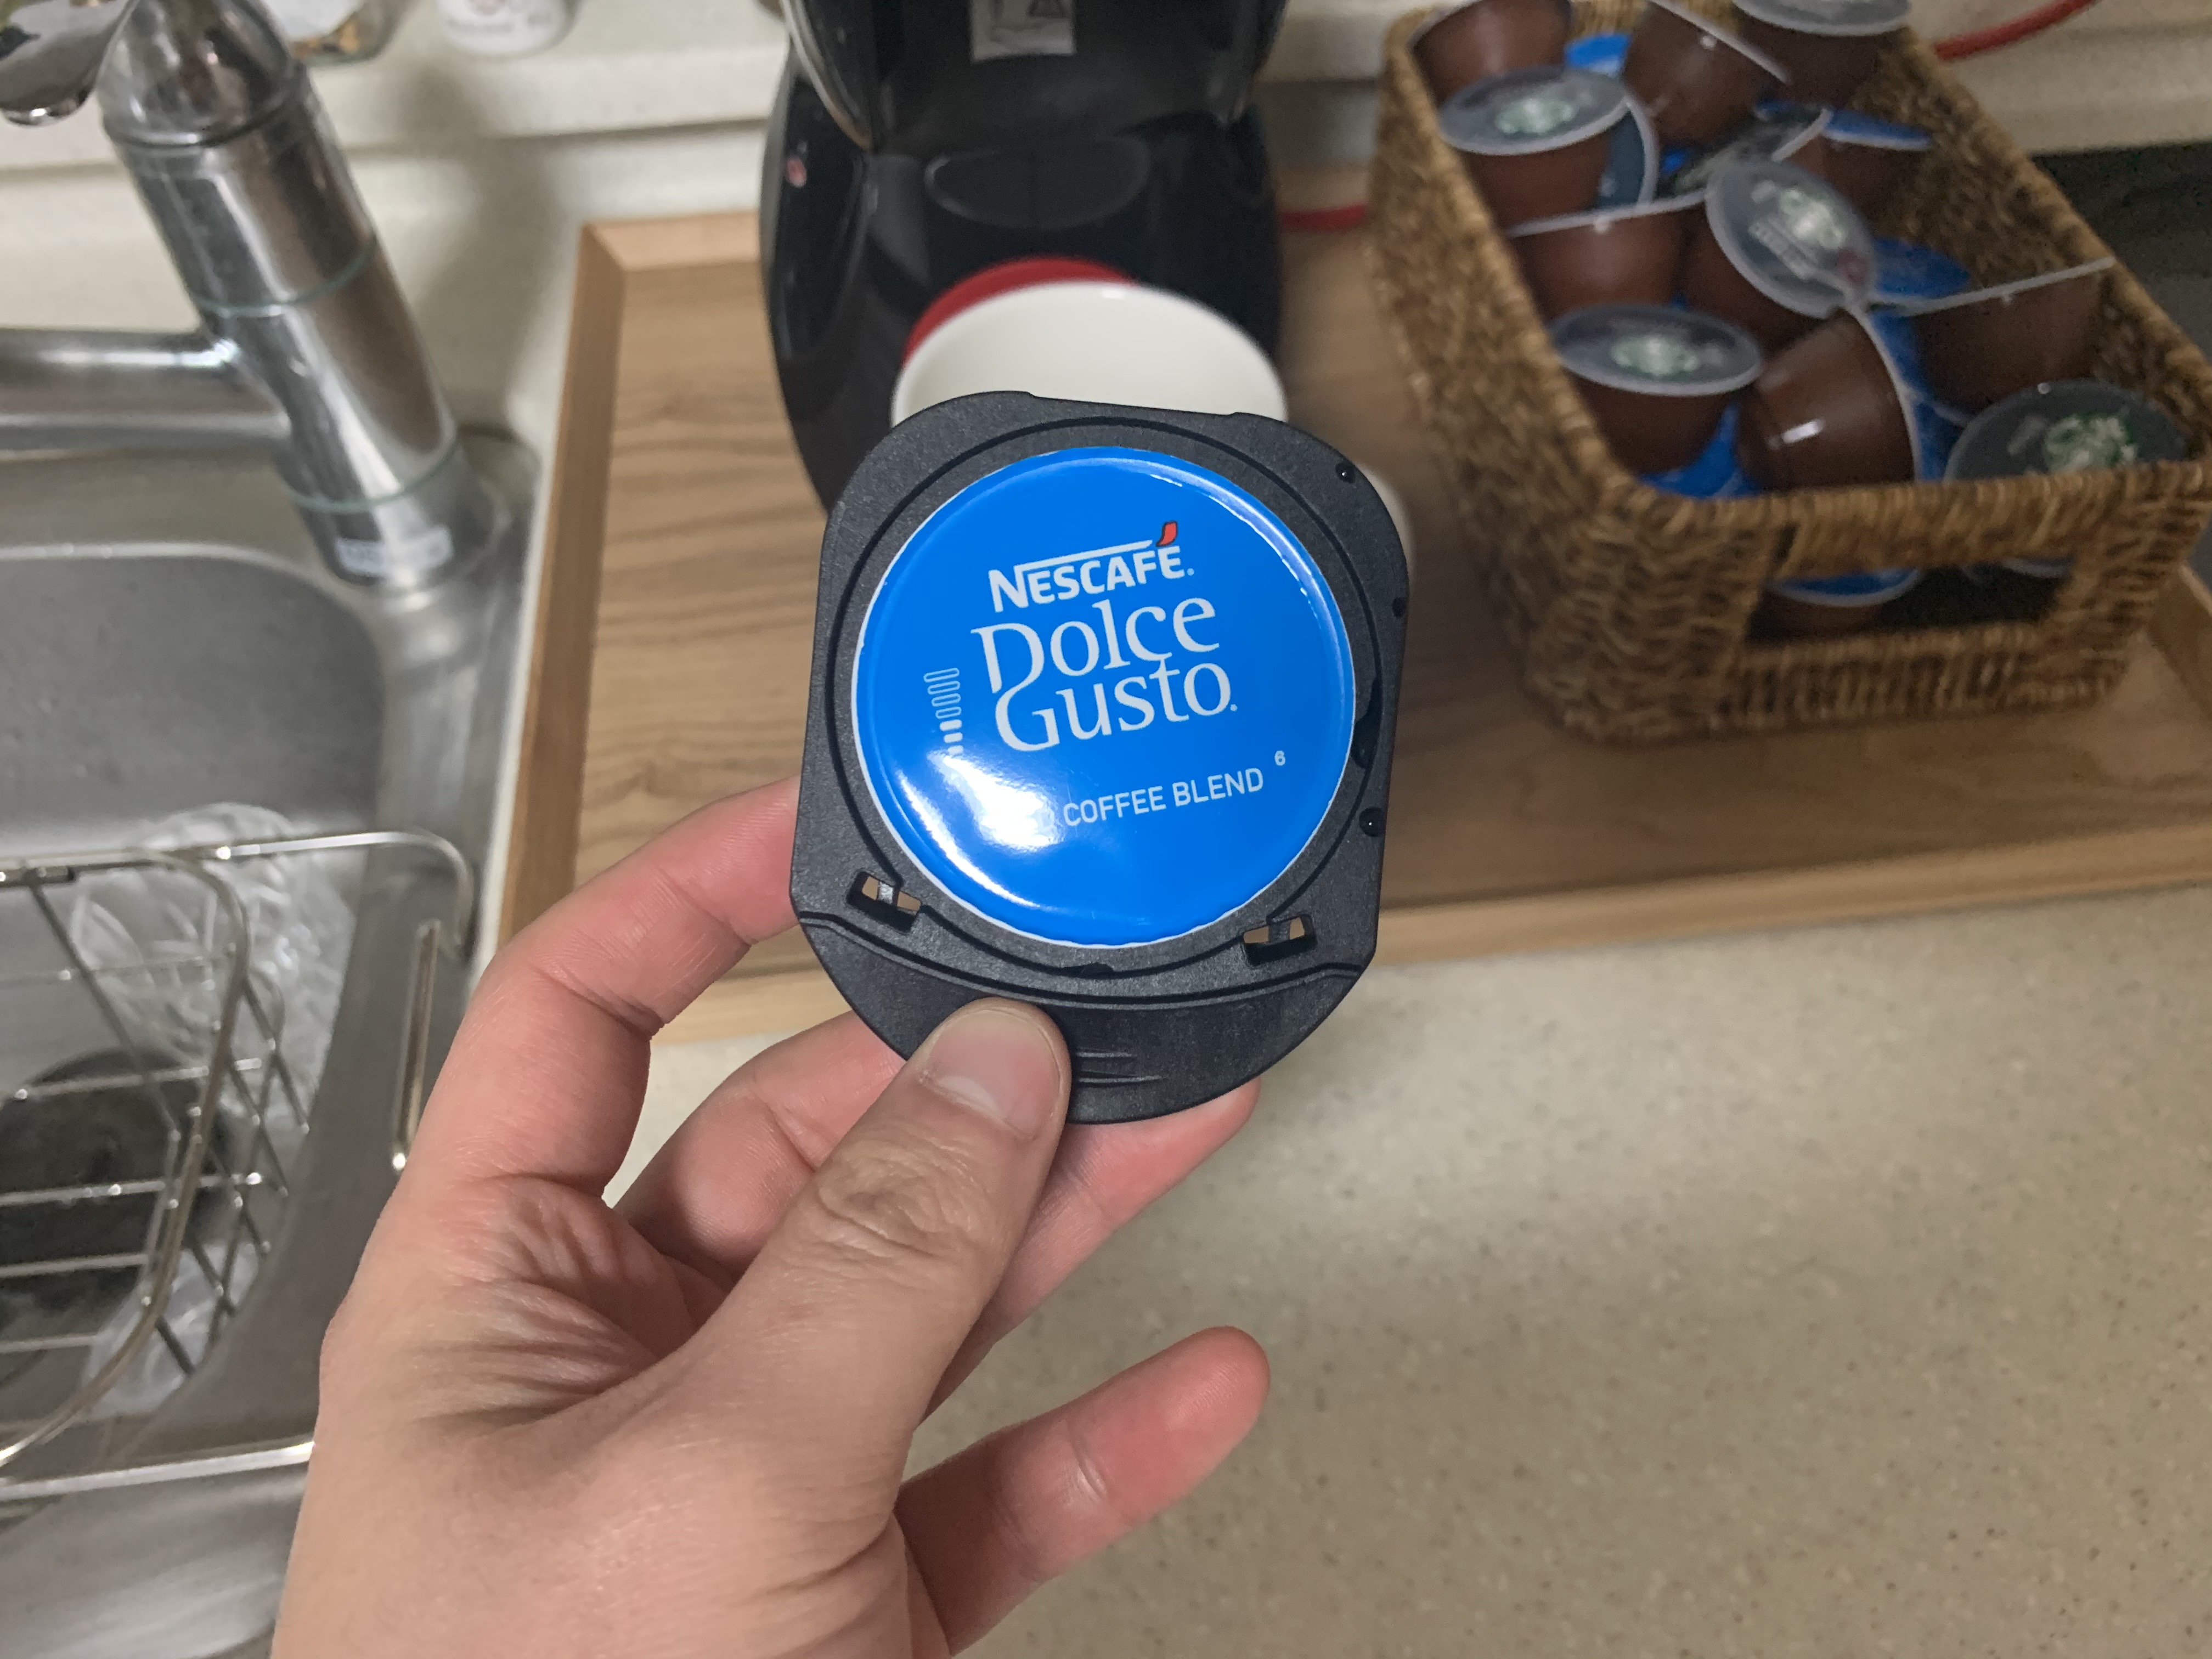 NESCAFÉ.
Dolce
Gusto.
COFFEE BLEND 6